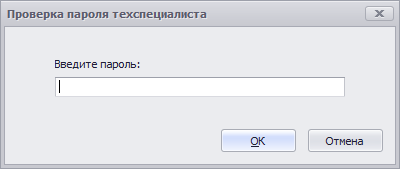 Проверка пароля техспециалиста
Введите пароль:
OK
Отмена